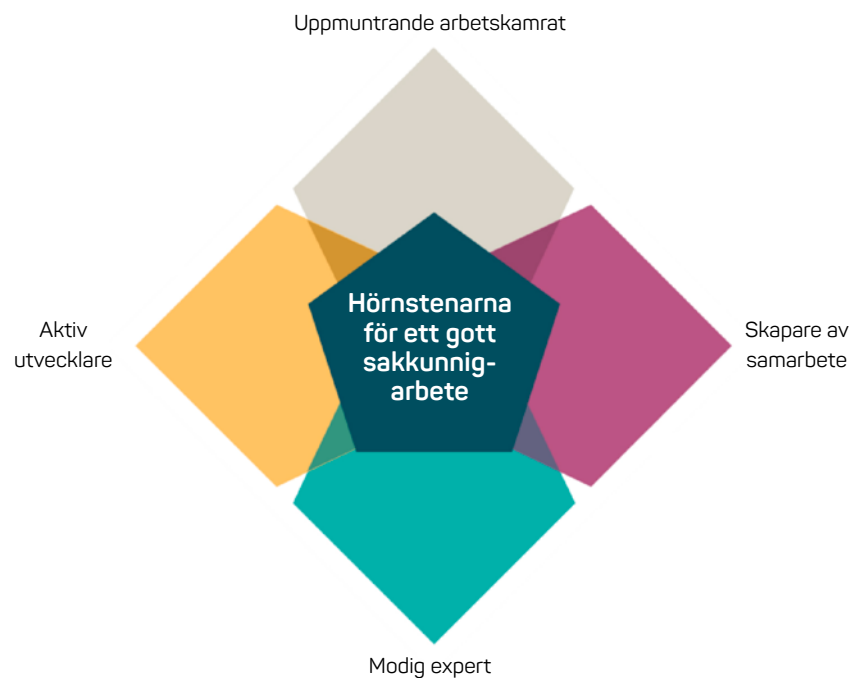 Uppmuntrande arbetskamrat
Hörnstenarna
för ett gott
sakkunnig-
arbete
Aktiv
utvecklare
Skapare av
samarbete
Modig expert